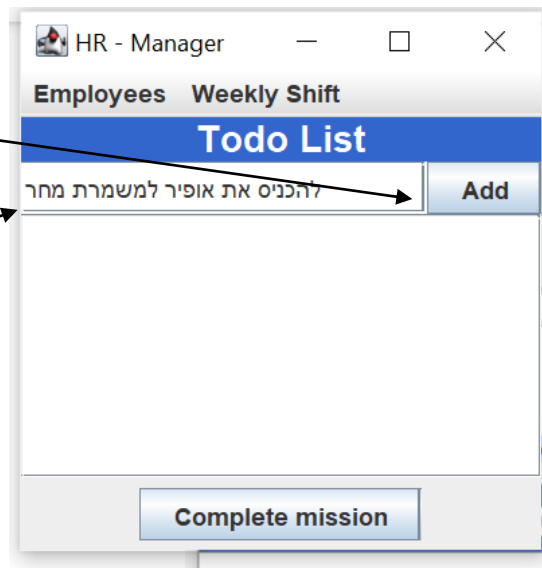 HR - Manager
Employees Weekly Shift
Todo List
להכניס את אופיר למשמרת מחר
Add
Complete mission